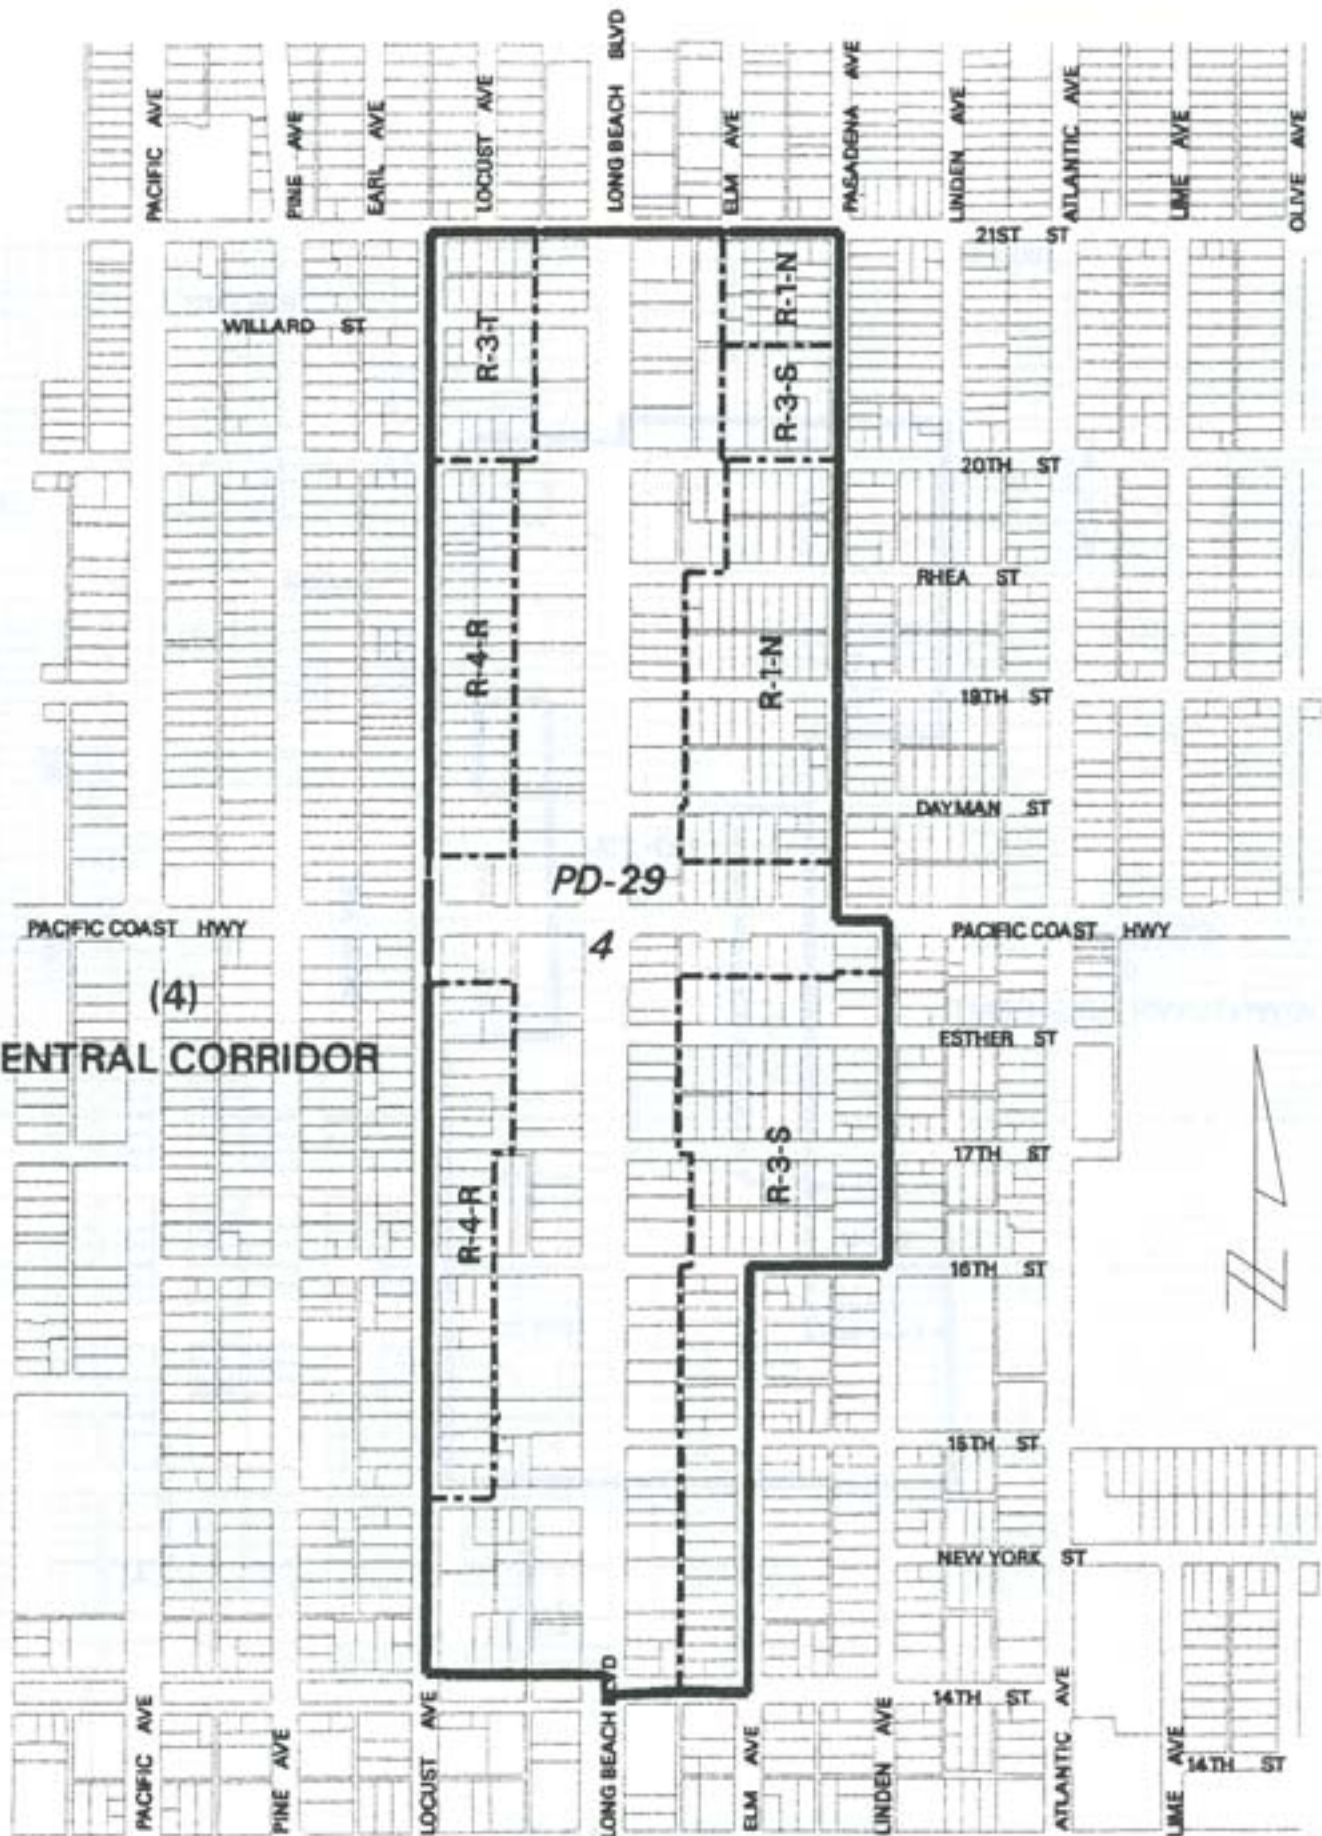 PACIFIC AVE
PINE AVE
EARL AVE
LOCUST AVE
LONG BEACH BLVD
ELM AVE
PASADENA AVE
LINDEN AVE
ATLANTIC AVE
LIME AVE
OLIVE AVE
21ST ST
WILLARD ST
R-3-T
R-1-N
R-3-S
20TH ST
RHEA ST
R-4-R
R-1-N
19TH ST
DAYMAN ST
PD-29
PACIFIC COAST HWY
4
PACIFIC COAST HWY
(4)
ENTRAL CORRIDOR
ESTHER ST
17TH ST
R-3-S
R-4-R
16TH ST
15TH ST
NEW YORK ST
14TH ST
14TH ST
PACIFIC AVE
PINE AVE
LOCUST AVE
LONG BEACH
ELM AVE
LINDEN AVE
ATLANTIC AVE
LIME AVE